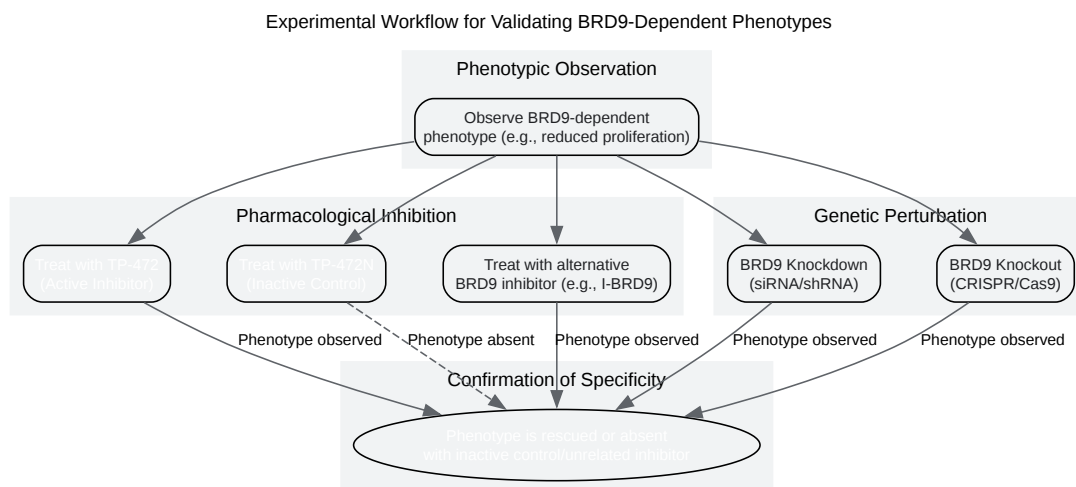 Experimental Workflow for Validating BRD9-Dependent Phenotypes
Phenotypic Observation
Observe BRD9-dependent
phenotype (e.g., reduced proliferation)
Pharmacological Inhibition
Genetic Perturbation
Treat with TP-472
(Active Inhibitor)
Treat with TP-472N
(Inactive Control)
Treat with alternative
BRD9 inhibitor (e.g., I-BRD9)
BRD9 Knockdown
(siRNA/shRNA)
BRD9 Knockout
(CRISPR/Cas9)
Phenotype observed
Phenotype absent
Phenotype observed
Phenotype observed
Phenotype observed
Confirmation of Specificity
Phenotype is rescued or absent
with inactive control/unrelated inhibitor